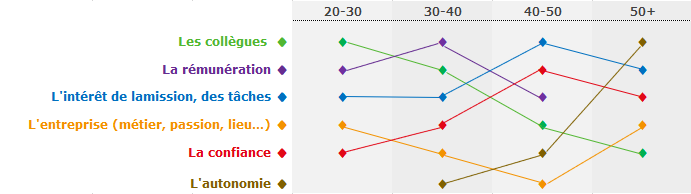 20-30 30-40 40-50 50+
Les collègues
La rémunération
L'intérêt de lamission, des tâches
L'entreprise (métier, passion, lieu...)
La confiance
L'autonomie